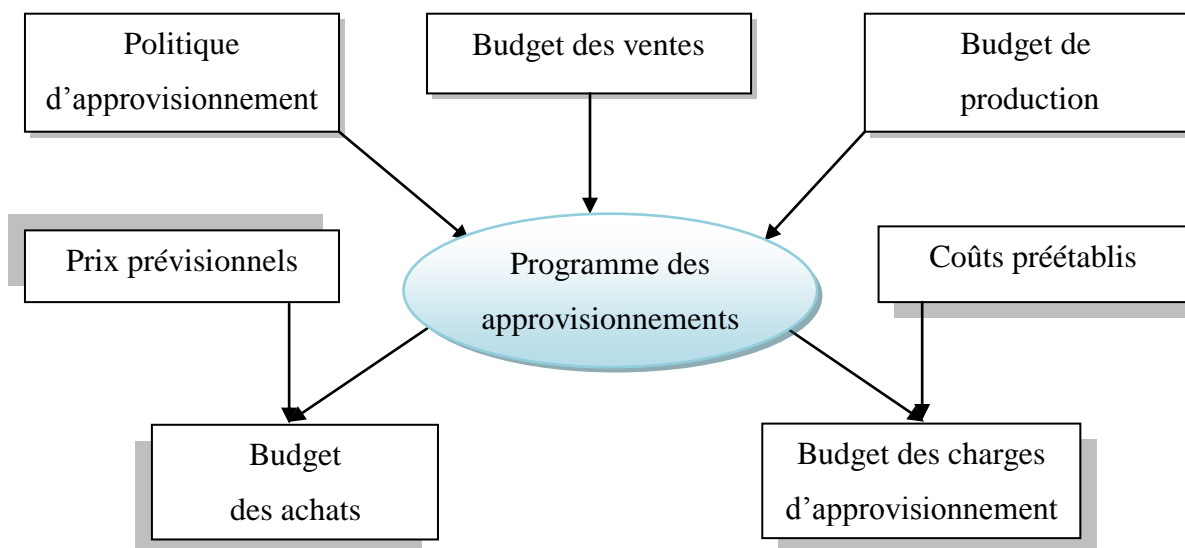 Politique
d’approvisionnement
Budget des ventes
Budget de
production
Prix prévisionnels
Programme des
approvisionnements
Coûts préétablis
Budget
des achats
Budget des charges
d’approvisionnement